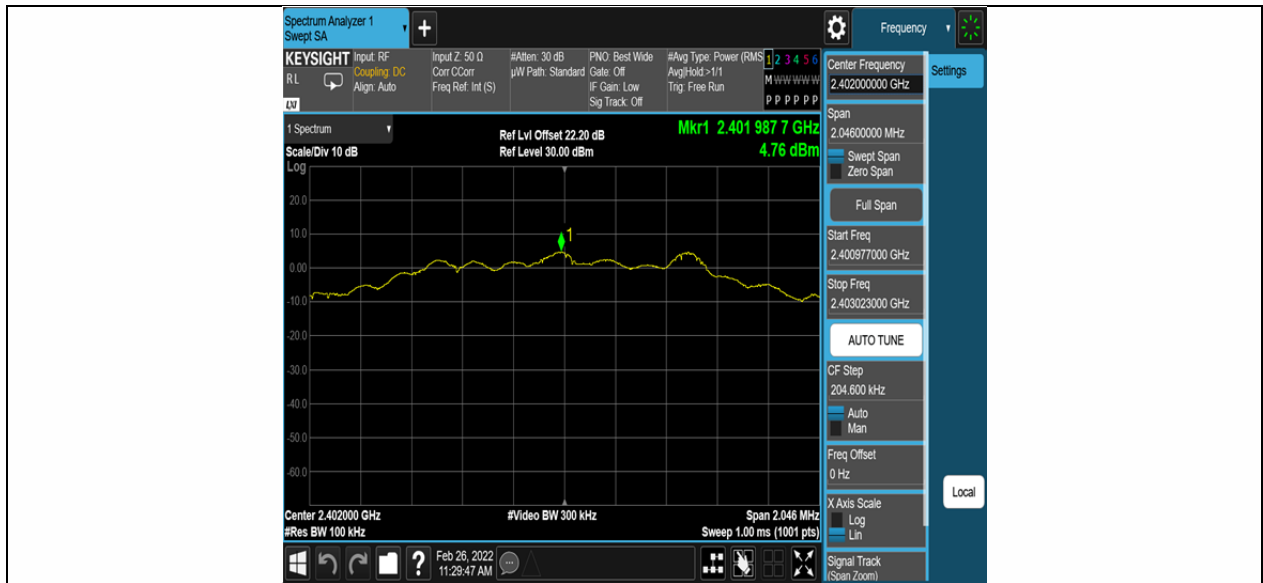 Spectrum Analyzer 1
Swept SA
+
Frequency
KEYSIGHT
RL
LXI
Input: RF
Coupling: DC
Align: Auto
Input Z: 50 Ω
Corr CCorr
Freq Ref: Int (S)
#Atten: 30 dB
µW Path: Standard
PNO: Best Wide
Gate: Off
IF Gain: Low
Sig Track: Off
#Avg Type: Power (RMS
Avg|Hold:>1/1
Trig: Free Run
1 2 3 4 5 6
M W W W W W
P P P P P P
1 Spectrum
Scale/Div 10 dB
Ref Lvl Offset 22.20 dB
Ref Level 30.00 dBm
Mkr1 2.401 987 7 GHz
4.76 dBm
Log
20.0
10.0
0.00
-10.0
-20.0
-30.0
-40.0
-50.0
-60.0
1
Center 2.402000 GHz
#Res BW 100 kHz
#Video BW 300 kHz
Span 2.046 MHz
Sweep 1.00 ms (1001 pts)
Feb 26, 2022
11:29:47 AM
?
Center Frequency
2.402000000 GHz
Span
2.04600000 MHz
Swept Span
Zero Span
Full Span
Start Freq
2.400977000 GHz
Stop Freq
2.403023000 GHz
AUTO TUNE
CF Step
204.600 kHz
Auto
Man
Freq Offset
0 Hz
X Axis Scale
Log
Lin
Signal Track
(Span Zoom)
Settings
Local